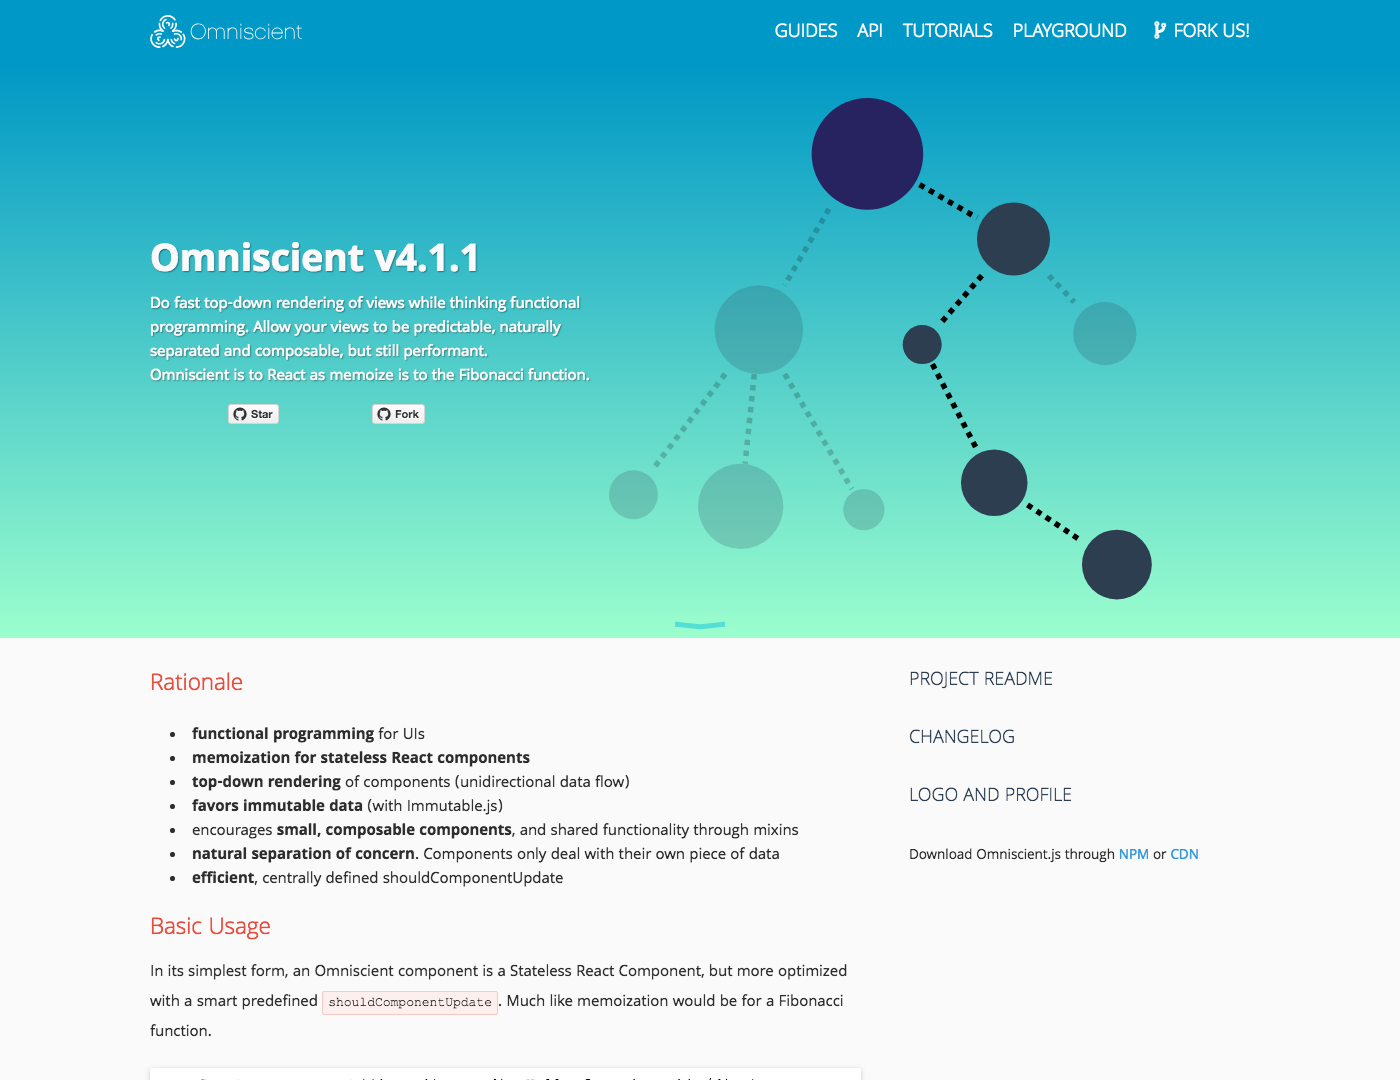 Omniscient
GUIDES API TUTORIALS PLAYGROUND FORK US!
Omniscient v4.1.1
Do fast top-down rendering of views while thinking functional
programming. Allow your views to be predictable, naturally
separated and composable, but still performant.
Omniscient is to React as memoize is to the Fibonacci function.
Star Fork
Rationale
• functional programming for UIs
• memoization for stateless React components
• top-down rendering of components (unidirectional data flow)
• favors immutable data (with Immutable.js)
• encourages small, composable components, and shared functionality through mixins
• natural separation of concern. Components only deal with their own piece of data
• efficient, centrally defined shouldComponentUpdate
Basic Usage
In its simplest form, an Omniscient component is a Stateless React Component, but more optimized
with a smart predefined shouldComponentUpdate. Much like memoization would be for a Fibonacci
function.
PROJECT README
CHANGELOG
LOGO AND PROFILE
Download Omniscient.js through NPM or CDN